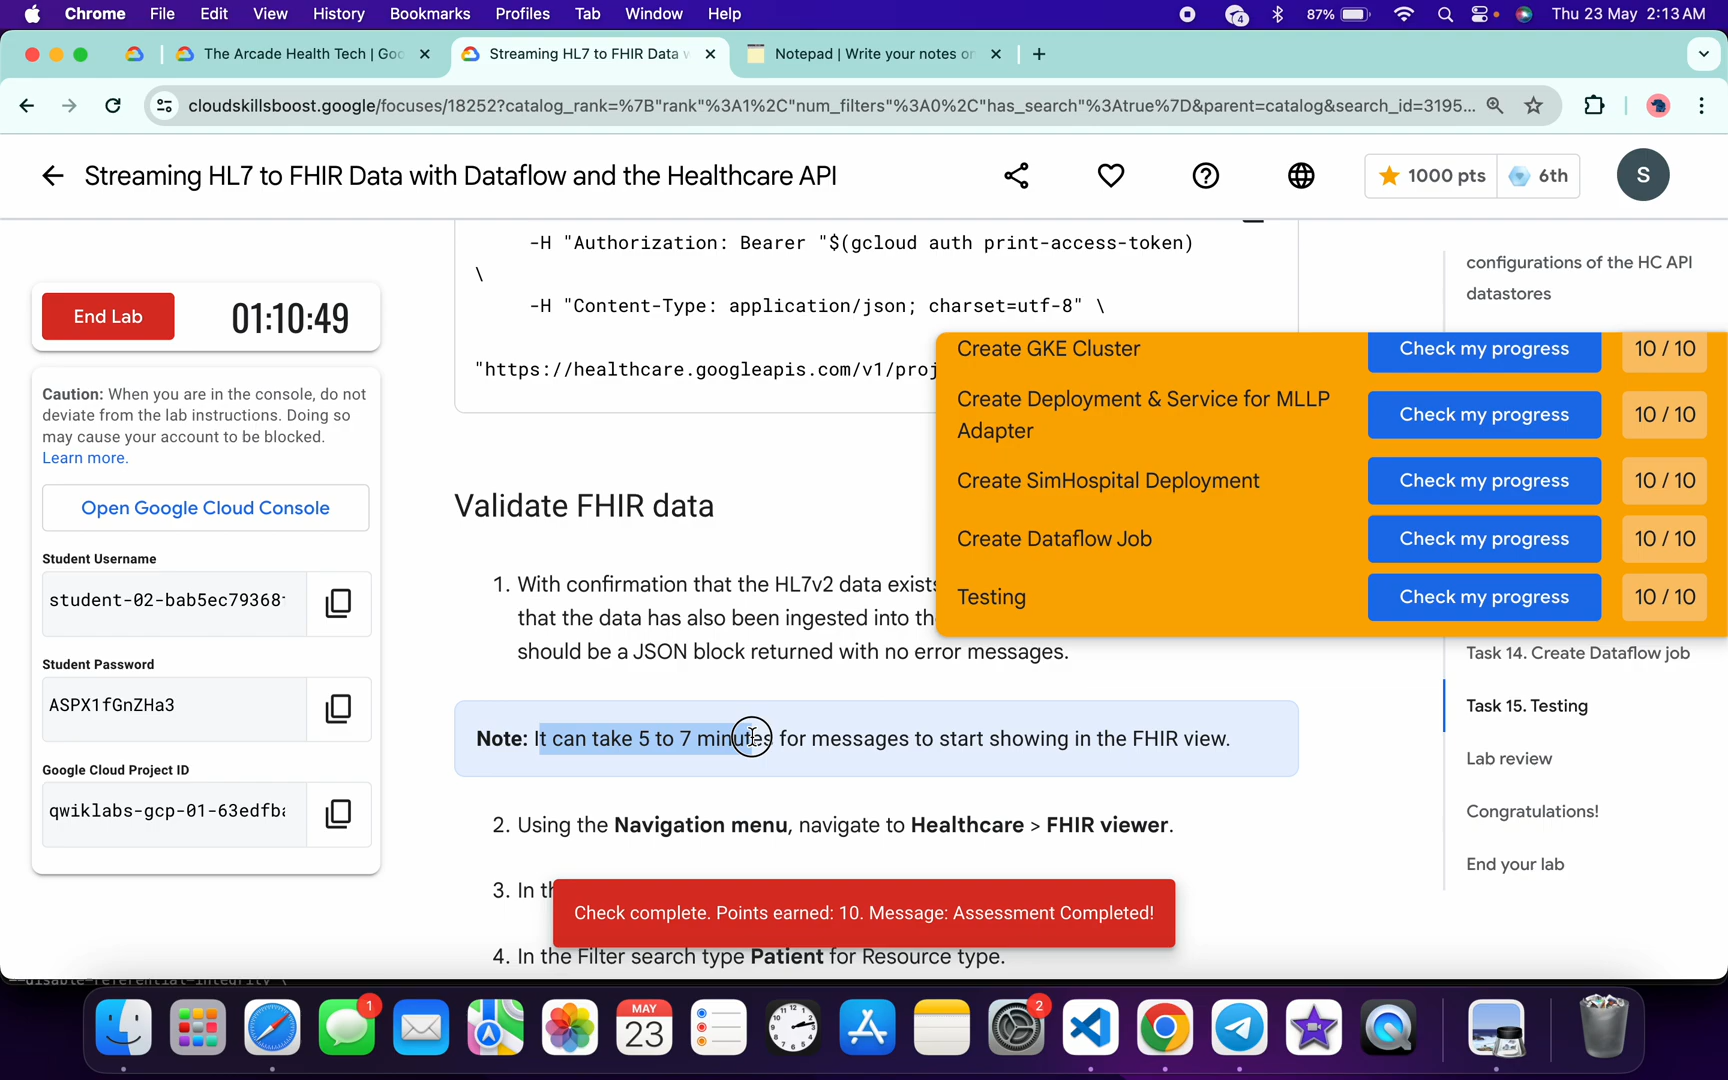 Chrome File Edit View History Bookmarks Profiles Tab Window Help
4 87% Thu 23 May 2:13 AM
The Arcade Health Tech | Goo
Streaming HL7 to FHIR Data w
Notepad | Write your notes on
cloudskillsboost.google/focuses/18252?catalog_rank=%7B"rank"%3A1%2C"num_filters"%3A0%2C"has_search"%3Atrue%7D&parent=catalog&search_id=3195...
Streaming HL7 to FHIR Data with Dataflow and the Healthcare API
1000 pts 6th S
End Lab 01:10:49
Caution: When you are in the console, do not
deviate from the lab instructions. Doing so
may cause your account to be blocked.
Learn more.
Open Google Cloud Console
Student Username
student-02-bab5ec79368
Student Password
ASPX1fGnZHa3
Google Cloud Project ID
qwiklabs-gcp-01-63edfba
-H "Authorization: Bearer "$(gcloud auth print-access-token)
\
-H "Content-Type: application/json; charset=utf-8" \
"https://healthcare.googleapis.com/v1/proj
Validate FHIR data
1. With confirmation that the HL7v2 data exists
that the data has also been ingested into th
should be a JSON block returned with no error messages.
Note: It can take 5 to 7 minutes for messages to start showing in the FHIR view.
2. Using the Navigation menu, navigate to Healthcare > FHIR viewer.
3. In th
4. In the Filter search type Patient for Resource type.
Check complete. Points earned: 10. Message: Assessment Completed!
Create GKE Cluster Check my progress 10 / 10
Create Deployment & Service for MLLP
Adapter Check my progress 10 / 10
Create SimHospital Deployment Check my progress 10 / 10
Create Dataflow Job Check my progress 10 / 10
Testing Check my progress 10 / 10
configurations of the HC API
datastores
Task 14. Create Dataflow job
Task 15. Testing
Lab review
Congratulations!
End your lab
--disable-referential-integrity \
1
MAY
23
2